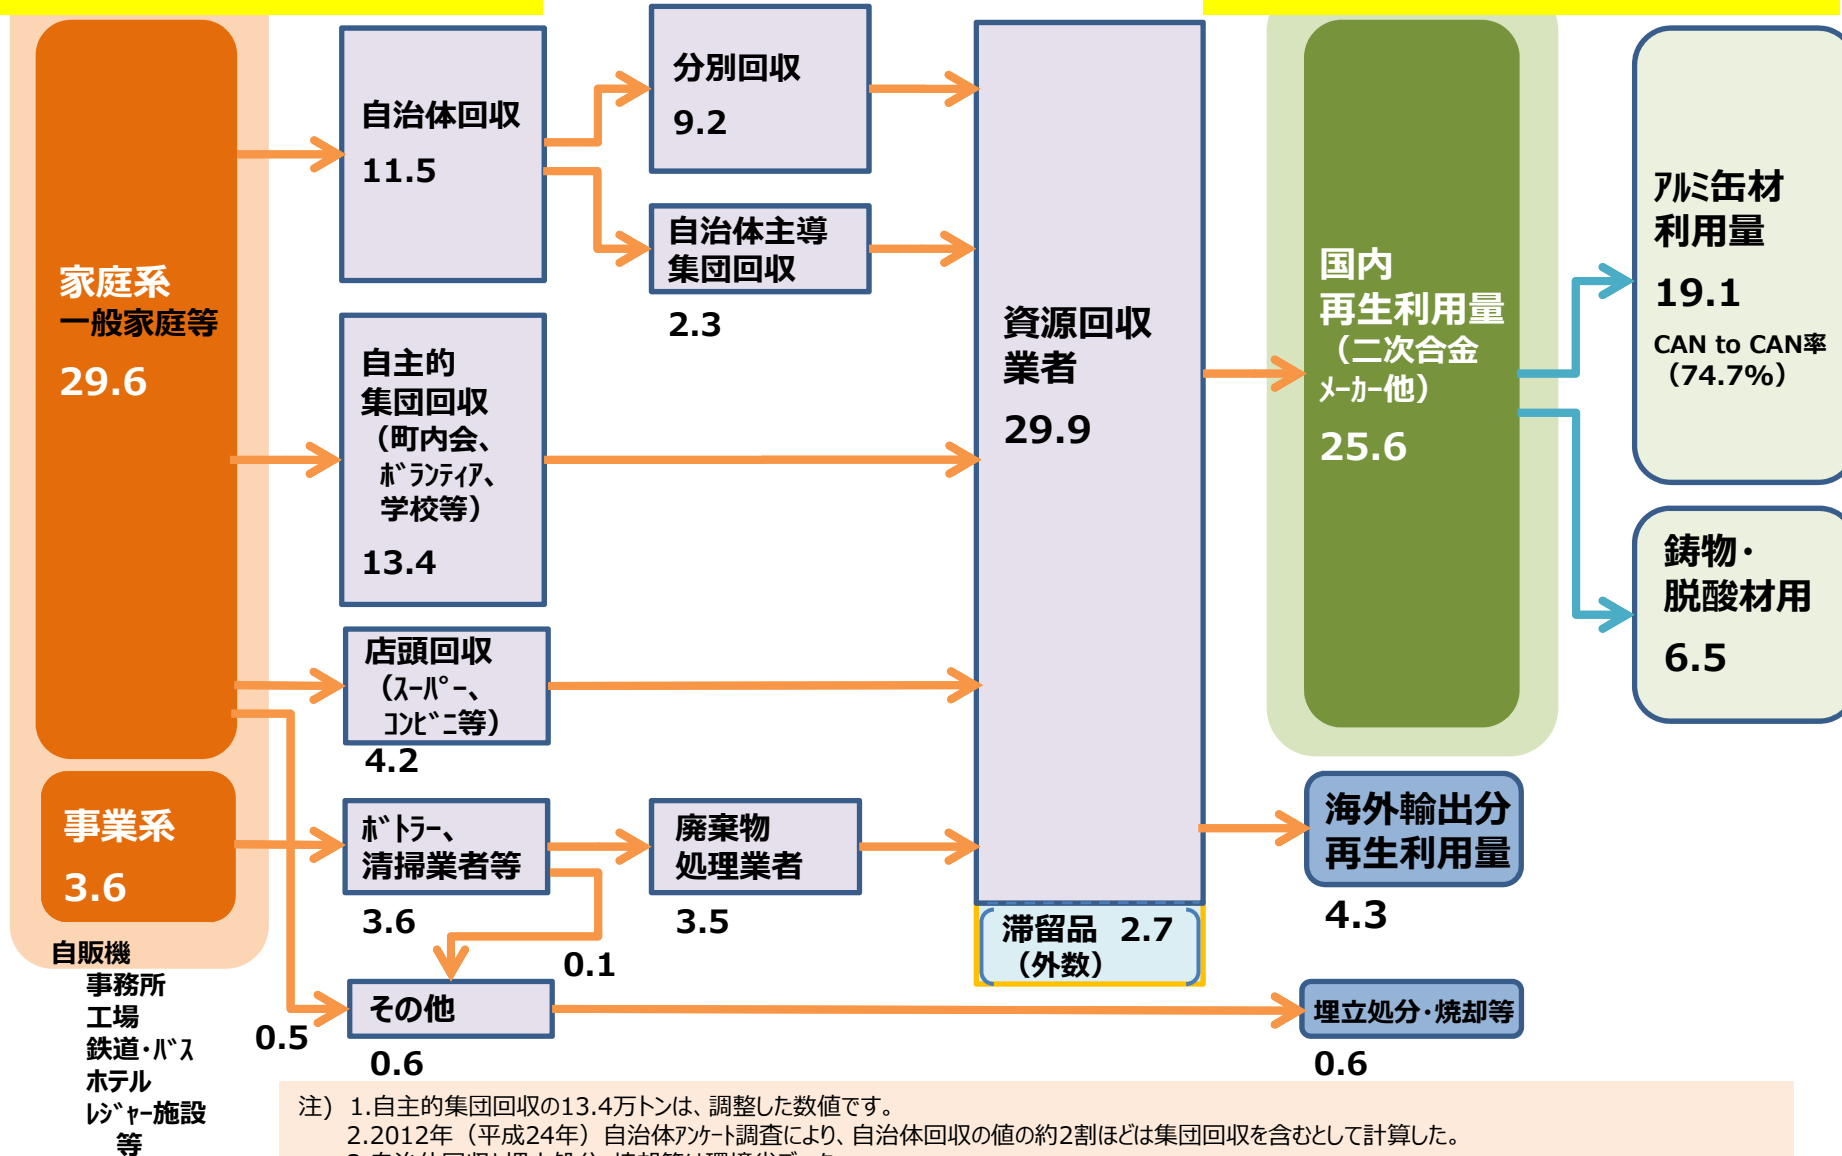 家庭系
一般家庭等
29.6
事業系
3.6
自販機
事務所
工場
鉄道・ﾊﾞｽ
ホテル
ﾚｼﾞｬｰ施設
等
自治体回収
11.5
自主的
集団回収
（町内会、
ﾎﾞﾗﾝﾃｨｱ、
学校等）
13.4
店頭回収
（ｽｰﾊﾟｰ、
ｺﾝﾋﾞﾆ等）
4.2
ﾎﾞﾄﾗｰ、
清掃業者等
3.6
0.1
0.5
その他
0.6
分別回収
9.2
自治体主導
集団回収
2.3
廃棄物
処理業者
3.5
資源回収
業者
29.9
滞留品 2.7
（外数）
国内
再生利用量
（二次合金
ﾒｰｶｰ他）
25.6
海外輸出分
再生利用量
4.3
埋立処分・焼却等
0.6
ｱﾙﾐ缶材
利用量
19.1
CAN to CAN率
（74.7%）
鋳物・
脱酸材用
6.5
注) 1.自主的集団回収の13.4万トンは、調整した数値です。
2.2012年（平成24年）自治体ｱﾝｹｰﾄ調査により、自治体回収の値の約2割ほどは集団回収を含むとして計算した。